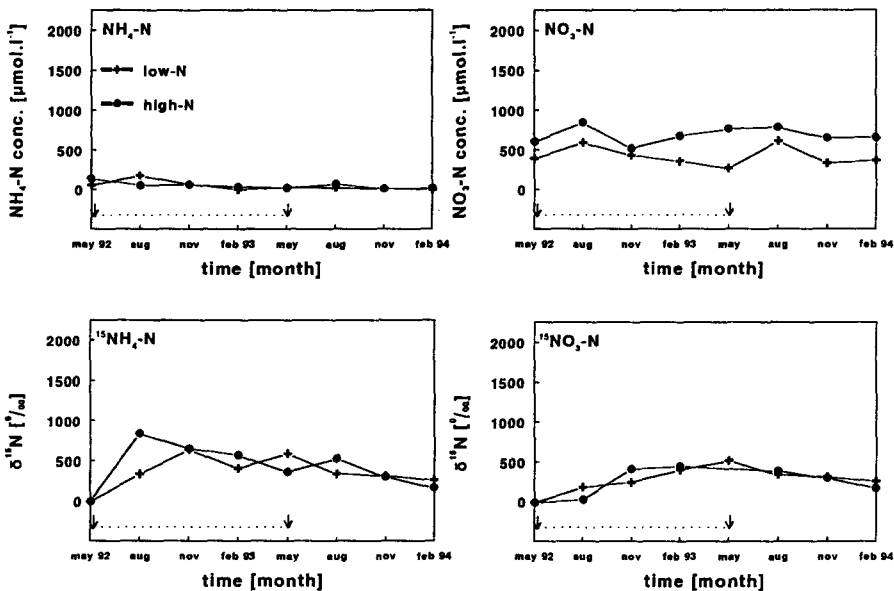 NH₄-N
low-N
high-N
NH₄-N conc. [µmol.l⁻¹]
2000
1500
1000
500
0
may 92 aug nov feb 93 may aug nov feb 94
time [month]
NO₃-N
NO₃-N conc. [µmol.l⁻¹]
2000
1500
1000
500
0
may 92 aug nov feb 93 may aug nov feb 94
time [month]
¹⁵NH₄-N
δ¹⁵N [⁰/₀₀]
2000
1500
1000
500
0
may 92 aug nov feb 93 may aug nov feb 94
time [month]
¹⁵NO₃-N
δ¹⁵N [⁰/₀₀]
2000
1500
1000
500
0
may 92 aug nov feb 93 may aug nov feb 94
time [month]